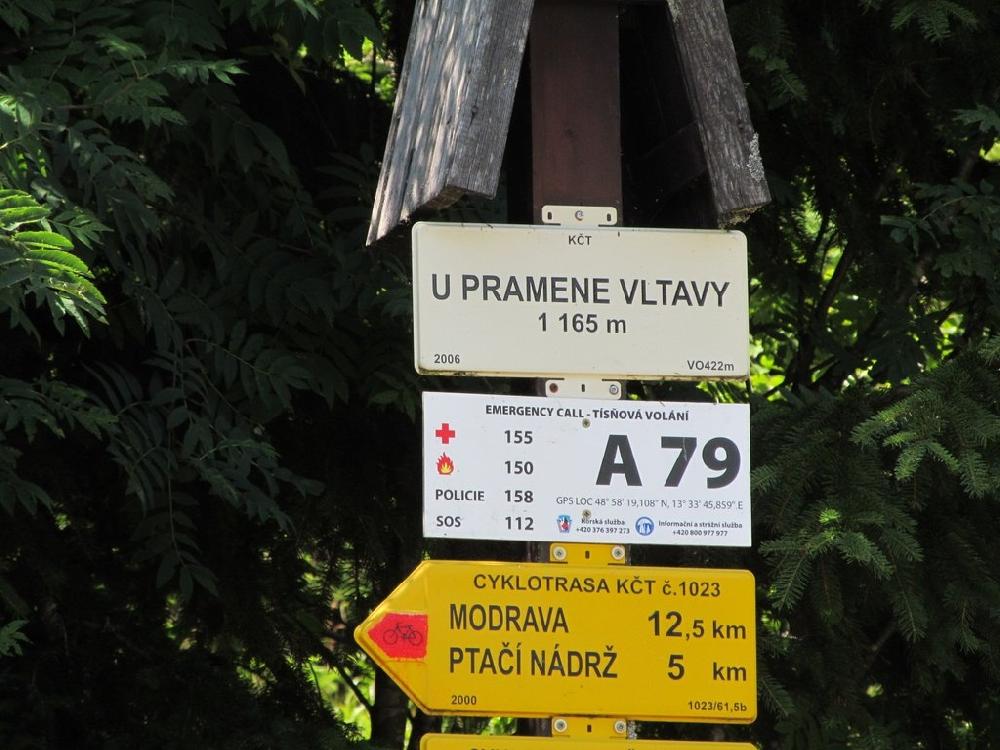 KČT
U PRAMENE VLTAVY
1 165 m
2006 VO422m
EMERGENCY CALL - TÍSŇOVÁ VOLÁNÍ
155
150
POLICIE 158
SOS 112
A 79
GPS LOC 48° 58' 19,108" N, 13° 33' 45,859" E
Horská služba
+420 376 397 273
Informační a strážní služba
+420 800 977 977
CYKLOTRASA KČT č.1023
MODRAVA 12,5 km
PTAČÍ NÁDRŽ 5 km
2000 1023/61,5b